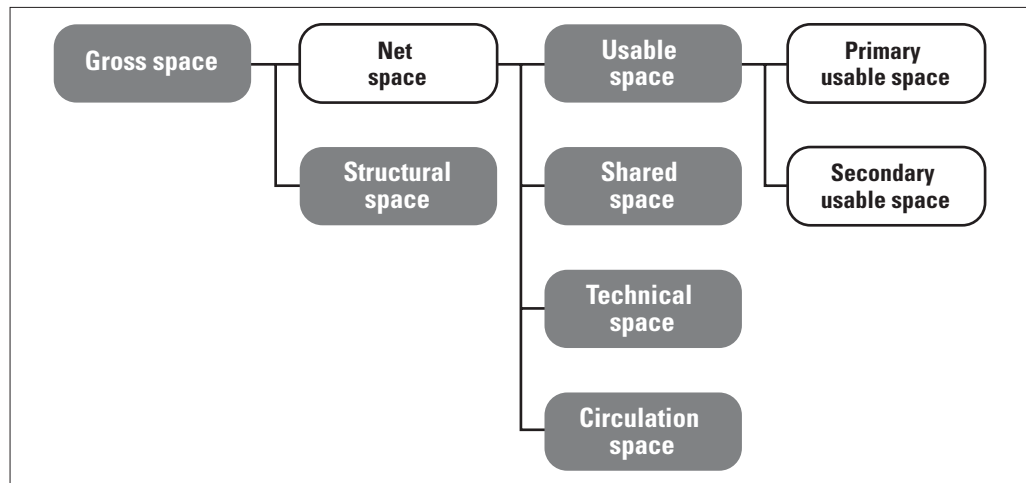 Gross space
Net
space
Usable
space
Primary
usable space
Structural
space
Shared
space
Secondary
usable space
Technical
space
Circulation
space